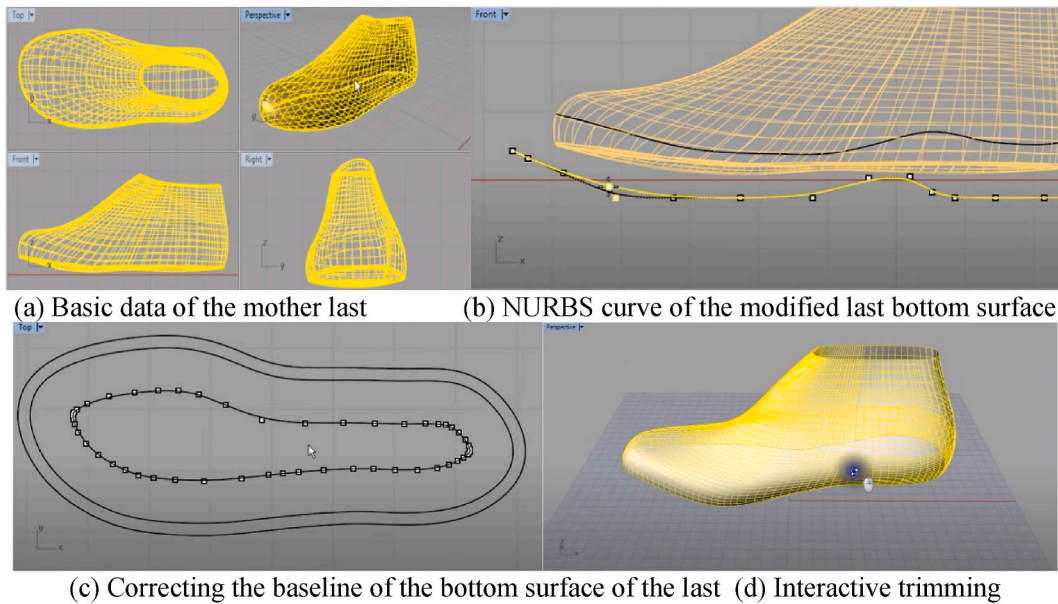 Top
Perspective
Front
Front
Right
(a) Basic data of the mother last
(b) NURBS curve of the modified last bottom surface
Top
Perspective
(c) Correcting the baseline of the bottom surface of the last
(d) Interactive trimming